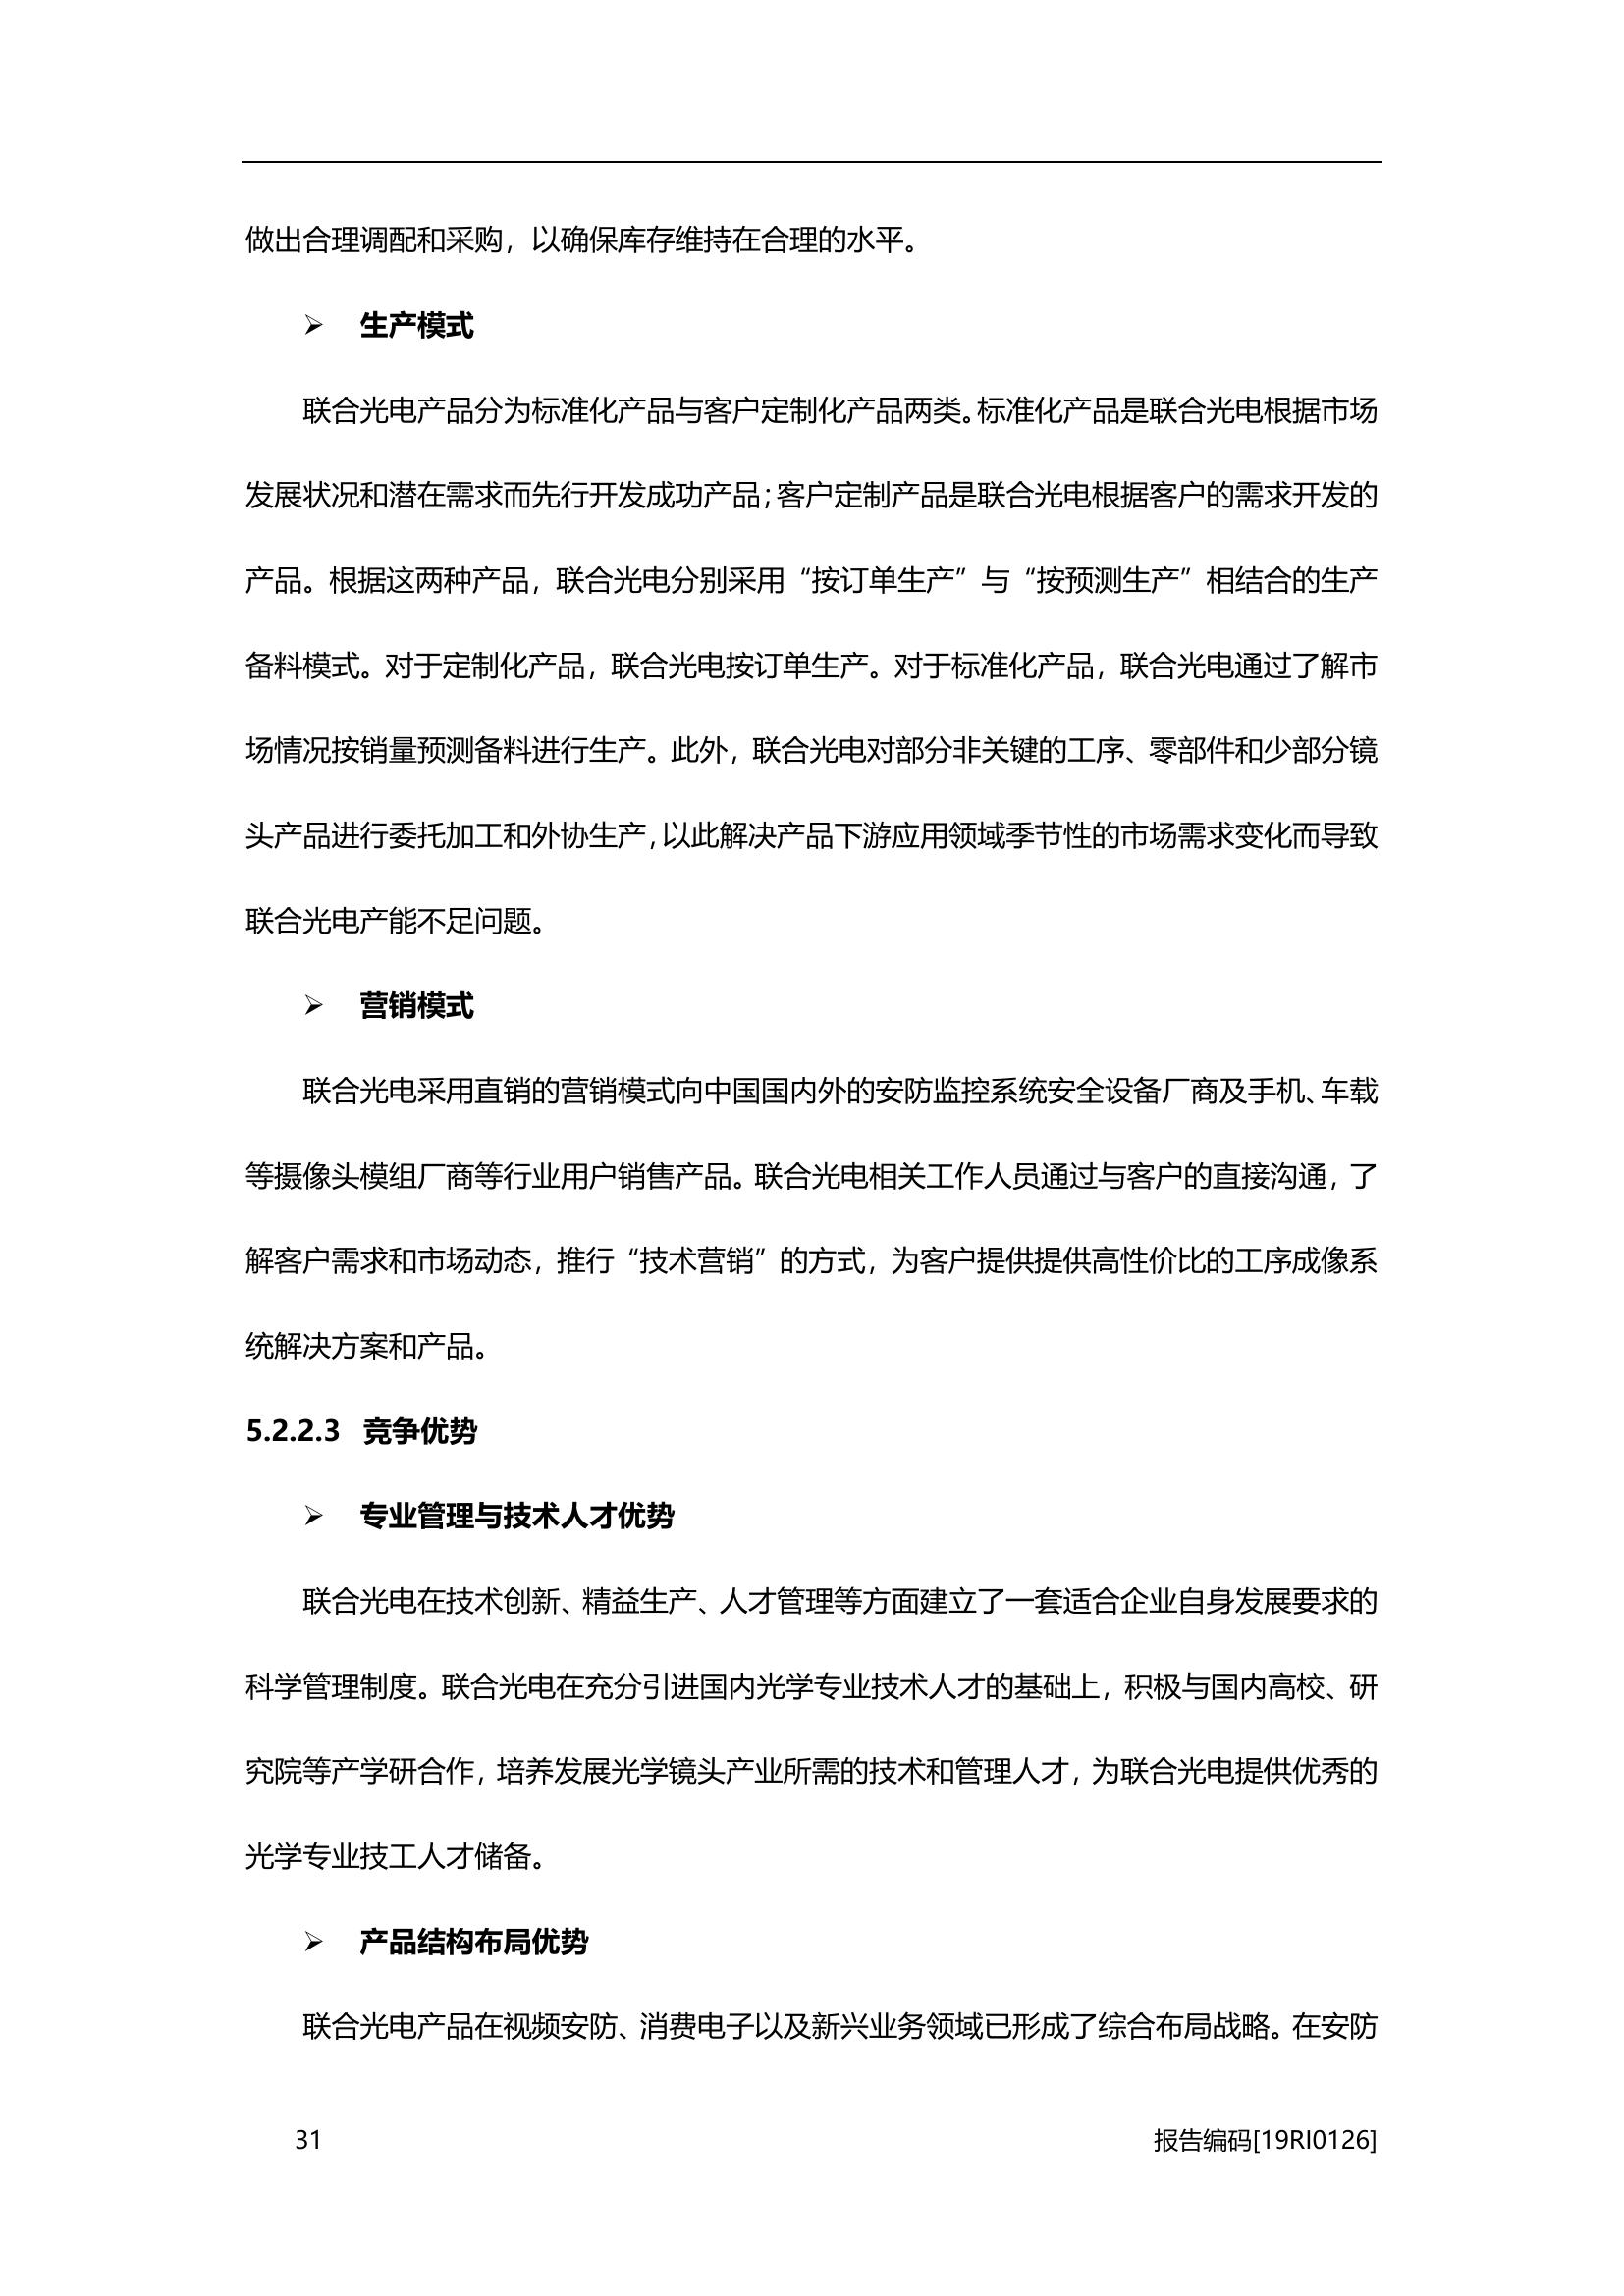 做出合理调配和采购，以确保库存维持在合理的水平。
➢ 生产模式
联合光电产品分为标准化产品与客户定制化产品两类。标准化产品是联合光电根据市场
发展状况和潜在需求而先行开发成功产品；客户定制产品是联合光电根据客户的需求开发的
产品。根据这两种产品，联合光电分别采用“按订单生产”与“按预测生产”相结合的生产
备料模式。对于定制化产品，联合光电按订单生产。对于标准化产品，联合光电通过了解市
场情况按销量预测备料进行生产。此外，联合光电对部分非关键的工序、零部件和少部分镜
头产品进行委托加工和外协生产，以此解决产品下游应用领域季节性的市场需求变化而导致
联合光电产能不足问题。
➢ 营销模式
联合光电采用直销的营销模式向中国国内外的安防监控系统安全设备厂商及手机、车载
等摄像头模组厂商等行业用户销售产品。联合光电相关工作人员通过与客户的直接沟通，了
解客户需求和市场动态，推行“技术营销”的方式，为客户提供提供高性价比的工序成像系
统解决方案和产品。
5.2.2.3 竞争优势
➢ 专业管理与技术人才优势
联合光电在技术创新、精益生产、人才管理等方面建立了一套适合企业自身发展要求的
科学管理制度。联合光电在充分引进国内光学专业技术人才的基础上，积极与国内高校、研
究院等产学研合作，培养发展光学镜头产业所需的技术和管理人才，为联合光电提供优秀的
光学专业技工人才储备。
➢ 产品结构布局优势
联合光电产品在视频安防、消费电子以及新兴业务领域已形成了综合布局战略。在安防
31 报告编码[19RI0126]